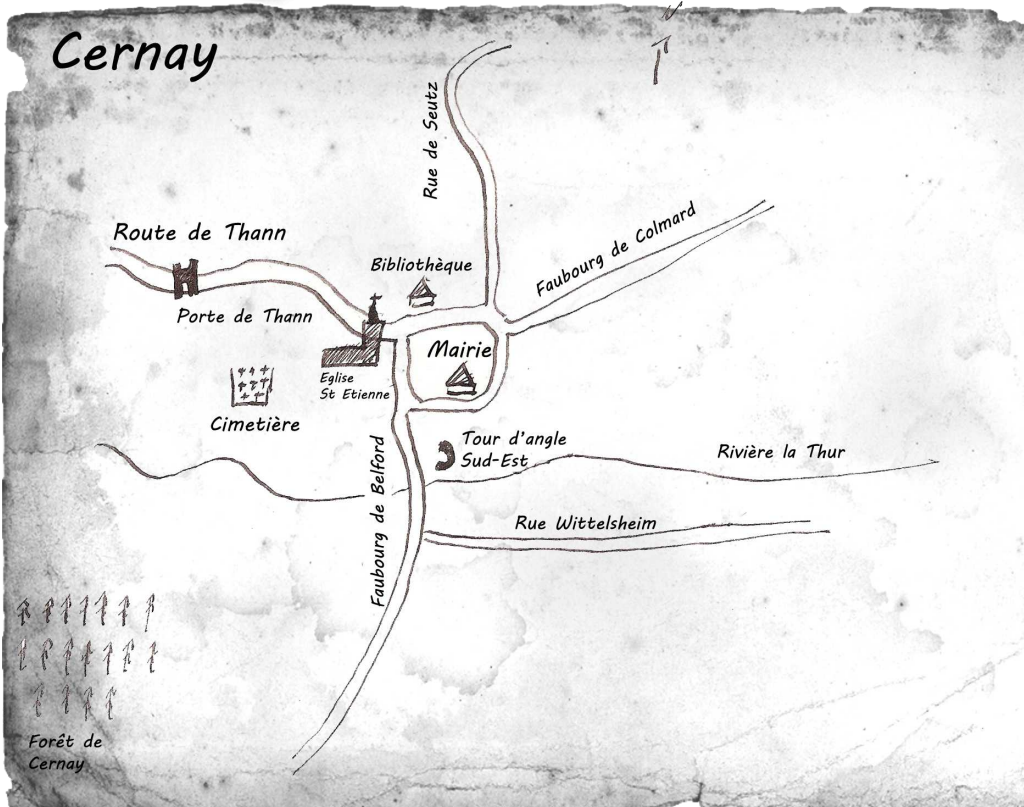 Cernay
N
Rue de Seutz
Route de Thann
Faubourg de Colmard
Bibliothèque
Porte de Thann
Mairie
Eglise
St Etienne
Cimetière
Tour d'angle
Sud-Est
Rivière la Thur
Faubourg de Belford
Rue Wittelsheim
Forêt de
Cernay